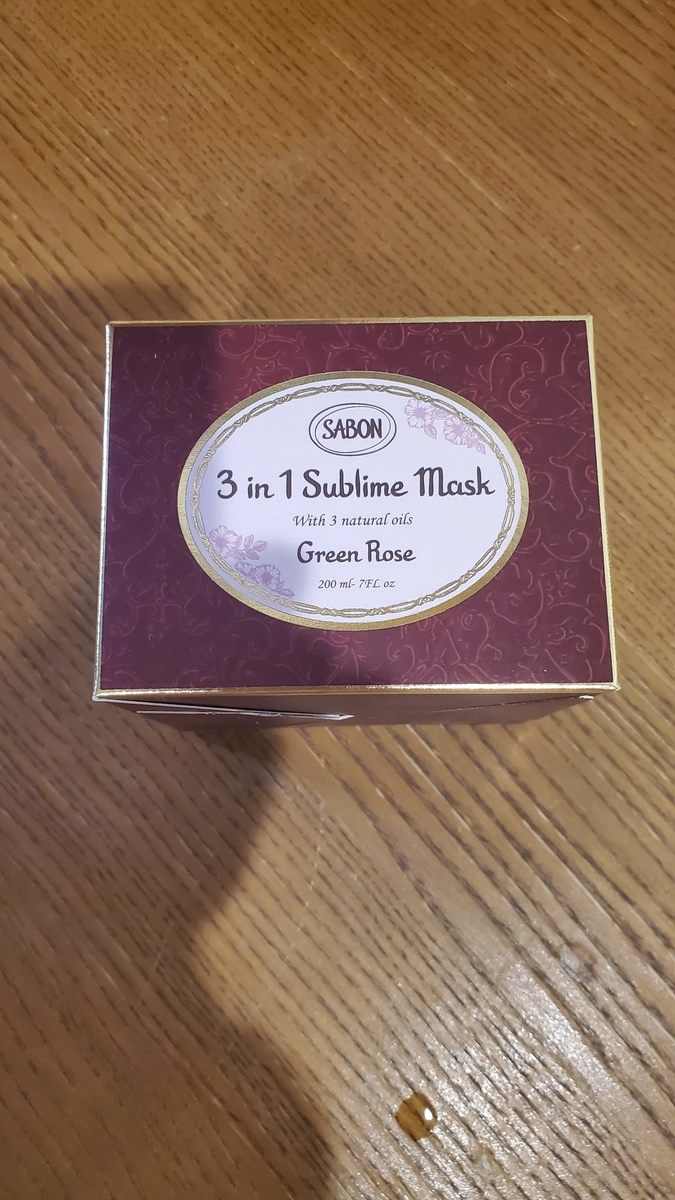 SABON
3 in 1 Sublime Mask
With 3 natural oils
Green Rose
200 ml- 7FL oz